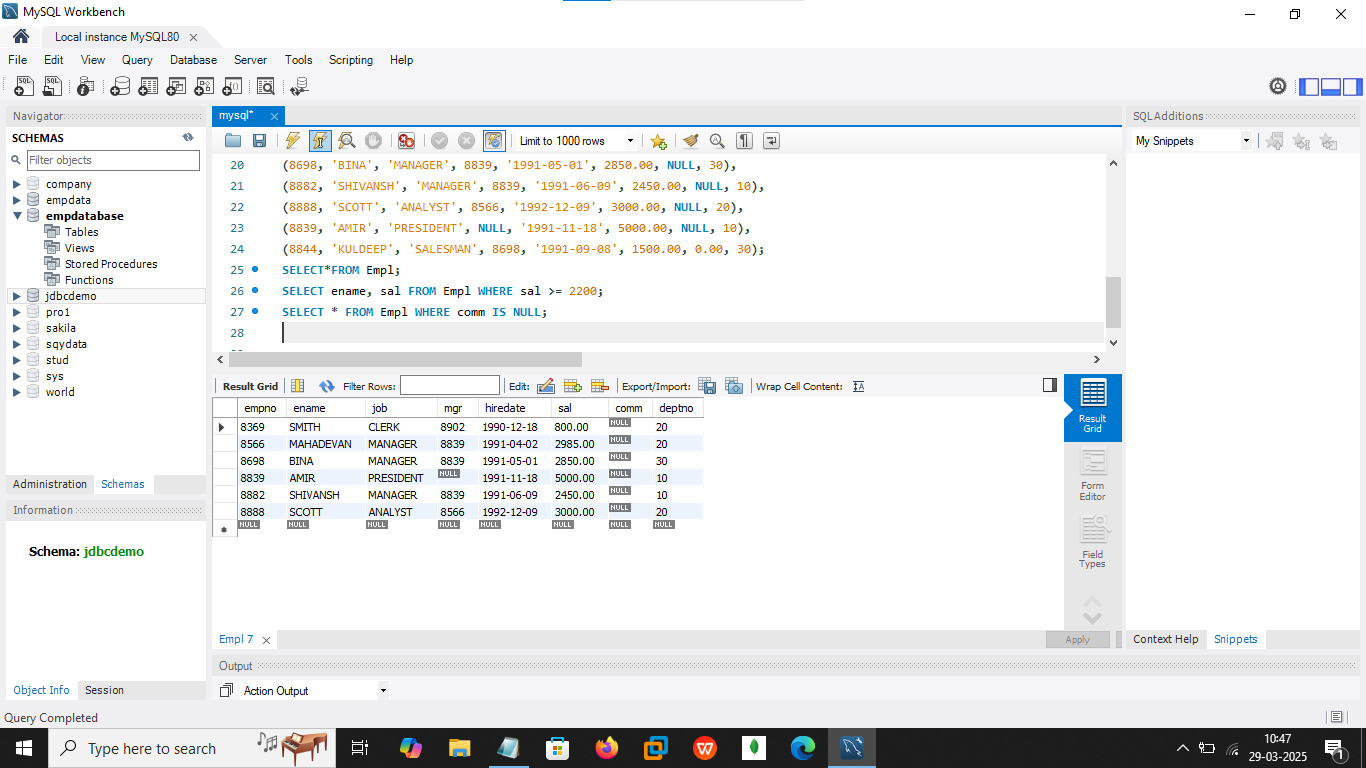 MySQL Workbench
Local instance MySQL80
File Edit View Query Database Server Tools Scripting Help
Navigator
SCHEMAS
Filter objects
company
empdata
empdatabase
Tables
Views
Stored Procedures
Functions
jdbcdemo
pro1
sakila
sqydata
stud
sys
world
Administration Schemas
Information
Schema: jdbcdemo
Object Info Session
mysql*
Limit to 1000 rows
20 (8698, 'BINA', 'MANAGER', 8839, '1991-05-01', 2850.00, NULL, 30),
21 (8882, 'SHIVANSH', 'MANAGER', 8839, '1991-06-09', 2450.00, NULL, 10),
22 (8888, 'SCOTT', 'ANALYST', 8566, '1992-12-09', 3000.00, NULL, 20),
23 (8839, 'AMIR', 'PRESIDENT', NULL, '1991-11-18', 5000.00, NULL, 10),
24 (8844, 'KULDEEP', 'SALESMAN', 8698, '1991-09-08', 1500.00, 0.00, 30);
25 SELECT*FROM Empl;
26 SELECT ename, sal FROM Empl WHERE sal >= 2200;
27 SELECT * FROM Empl WHERE comm IS NULL;
28
Result Grid Filter Rows: Edit: Export/Import: Wrap Cell Content:
empno ename job mgr hiredate sal comm deptno
8369 SMITH CLERK 8902 1990-12-18 800.00 NULL 20
8566 MAHADEVAN MANAGER 8839 1991-04-02 2985.00 NULL 20
8698 BINA MANAGER 8839 1991-05-01 2850.00 NULL 30
8839 AMIR PRESIDENT NULL 1991-11-18 5000.00 NULL 10
8882 SHIVANSH MANAGER 8839 1991-06-09 2450.00 NULL 10
8888 SCOTT ANALYST 8566 1992-12-09 3000.00 NULL 20
NULL NULL NULL NULL NULL NULL NULL NULL
Result
Grid
Form
Editor
Field
Types
Empl 7
Apply
Output
Action Output
SQLAdditions
My Snippets
Context Help Snippets
Query Completed
Type here to search
10:47
29-03-2025
1